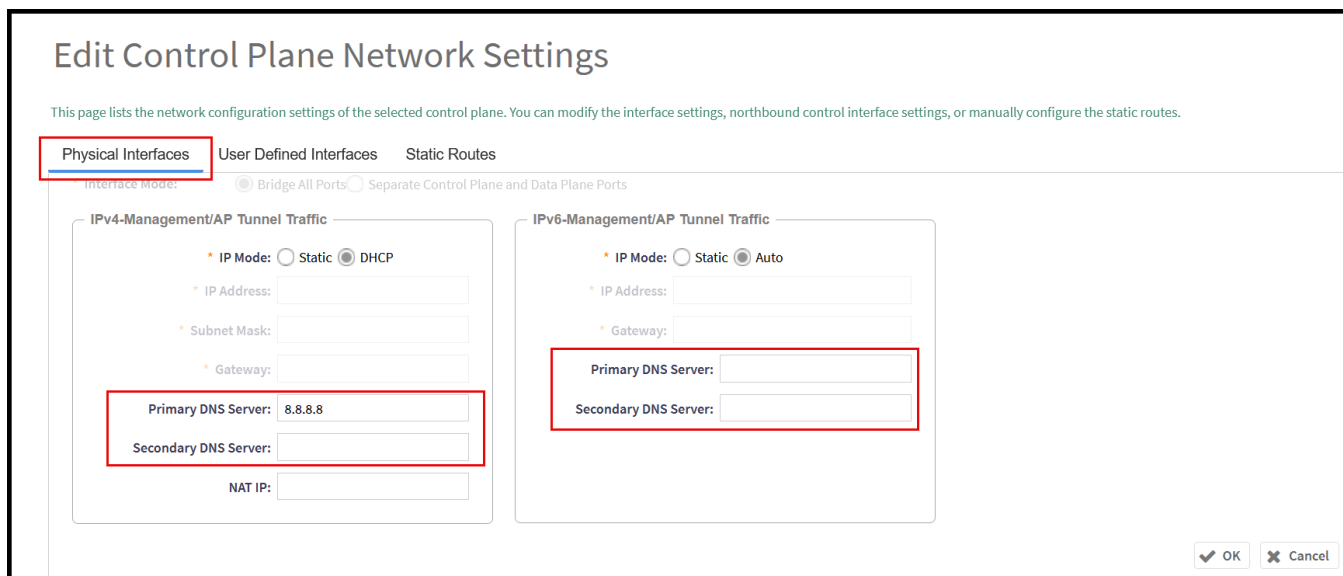 Edit Control Plane Network Settings
This page lists the network configuration settings of the selected control plane. You can modify the interface settings, northbound control interface settings, or manually configure the static routes.
Physical Interfaces User Defined Interfaces Static Routes
* Interface Mode: Bridge All Ports Separate Control Plane and Data Plane Ports
IPv4-Management/AP Tunnel Traffic
* IP Mode: Static DHCP
* IP Address:
* Subnet Mask:
* Gateway:
Primary DNS Server: 8.8.8.8
Secondary DNS Server:
NAT IP:
IPv6-Management/AP Tunnel Traffic
* IP Mode: Static Auto
* IP Address:
* Gateway:
Primary DNS Server:
Secondary DNS Server:
OK Cancel